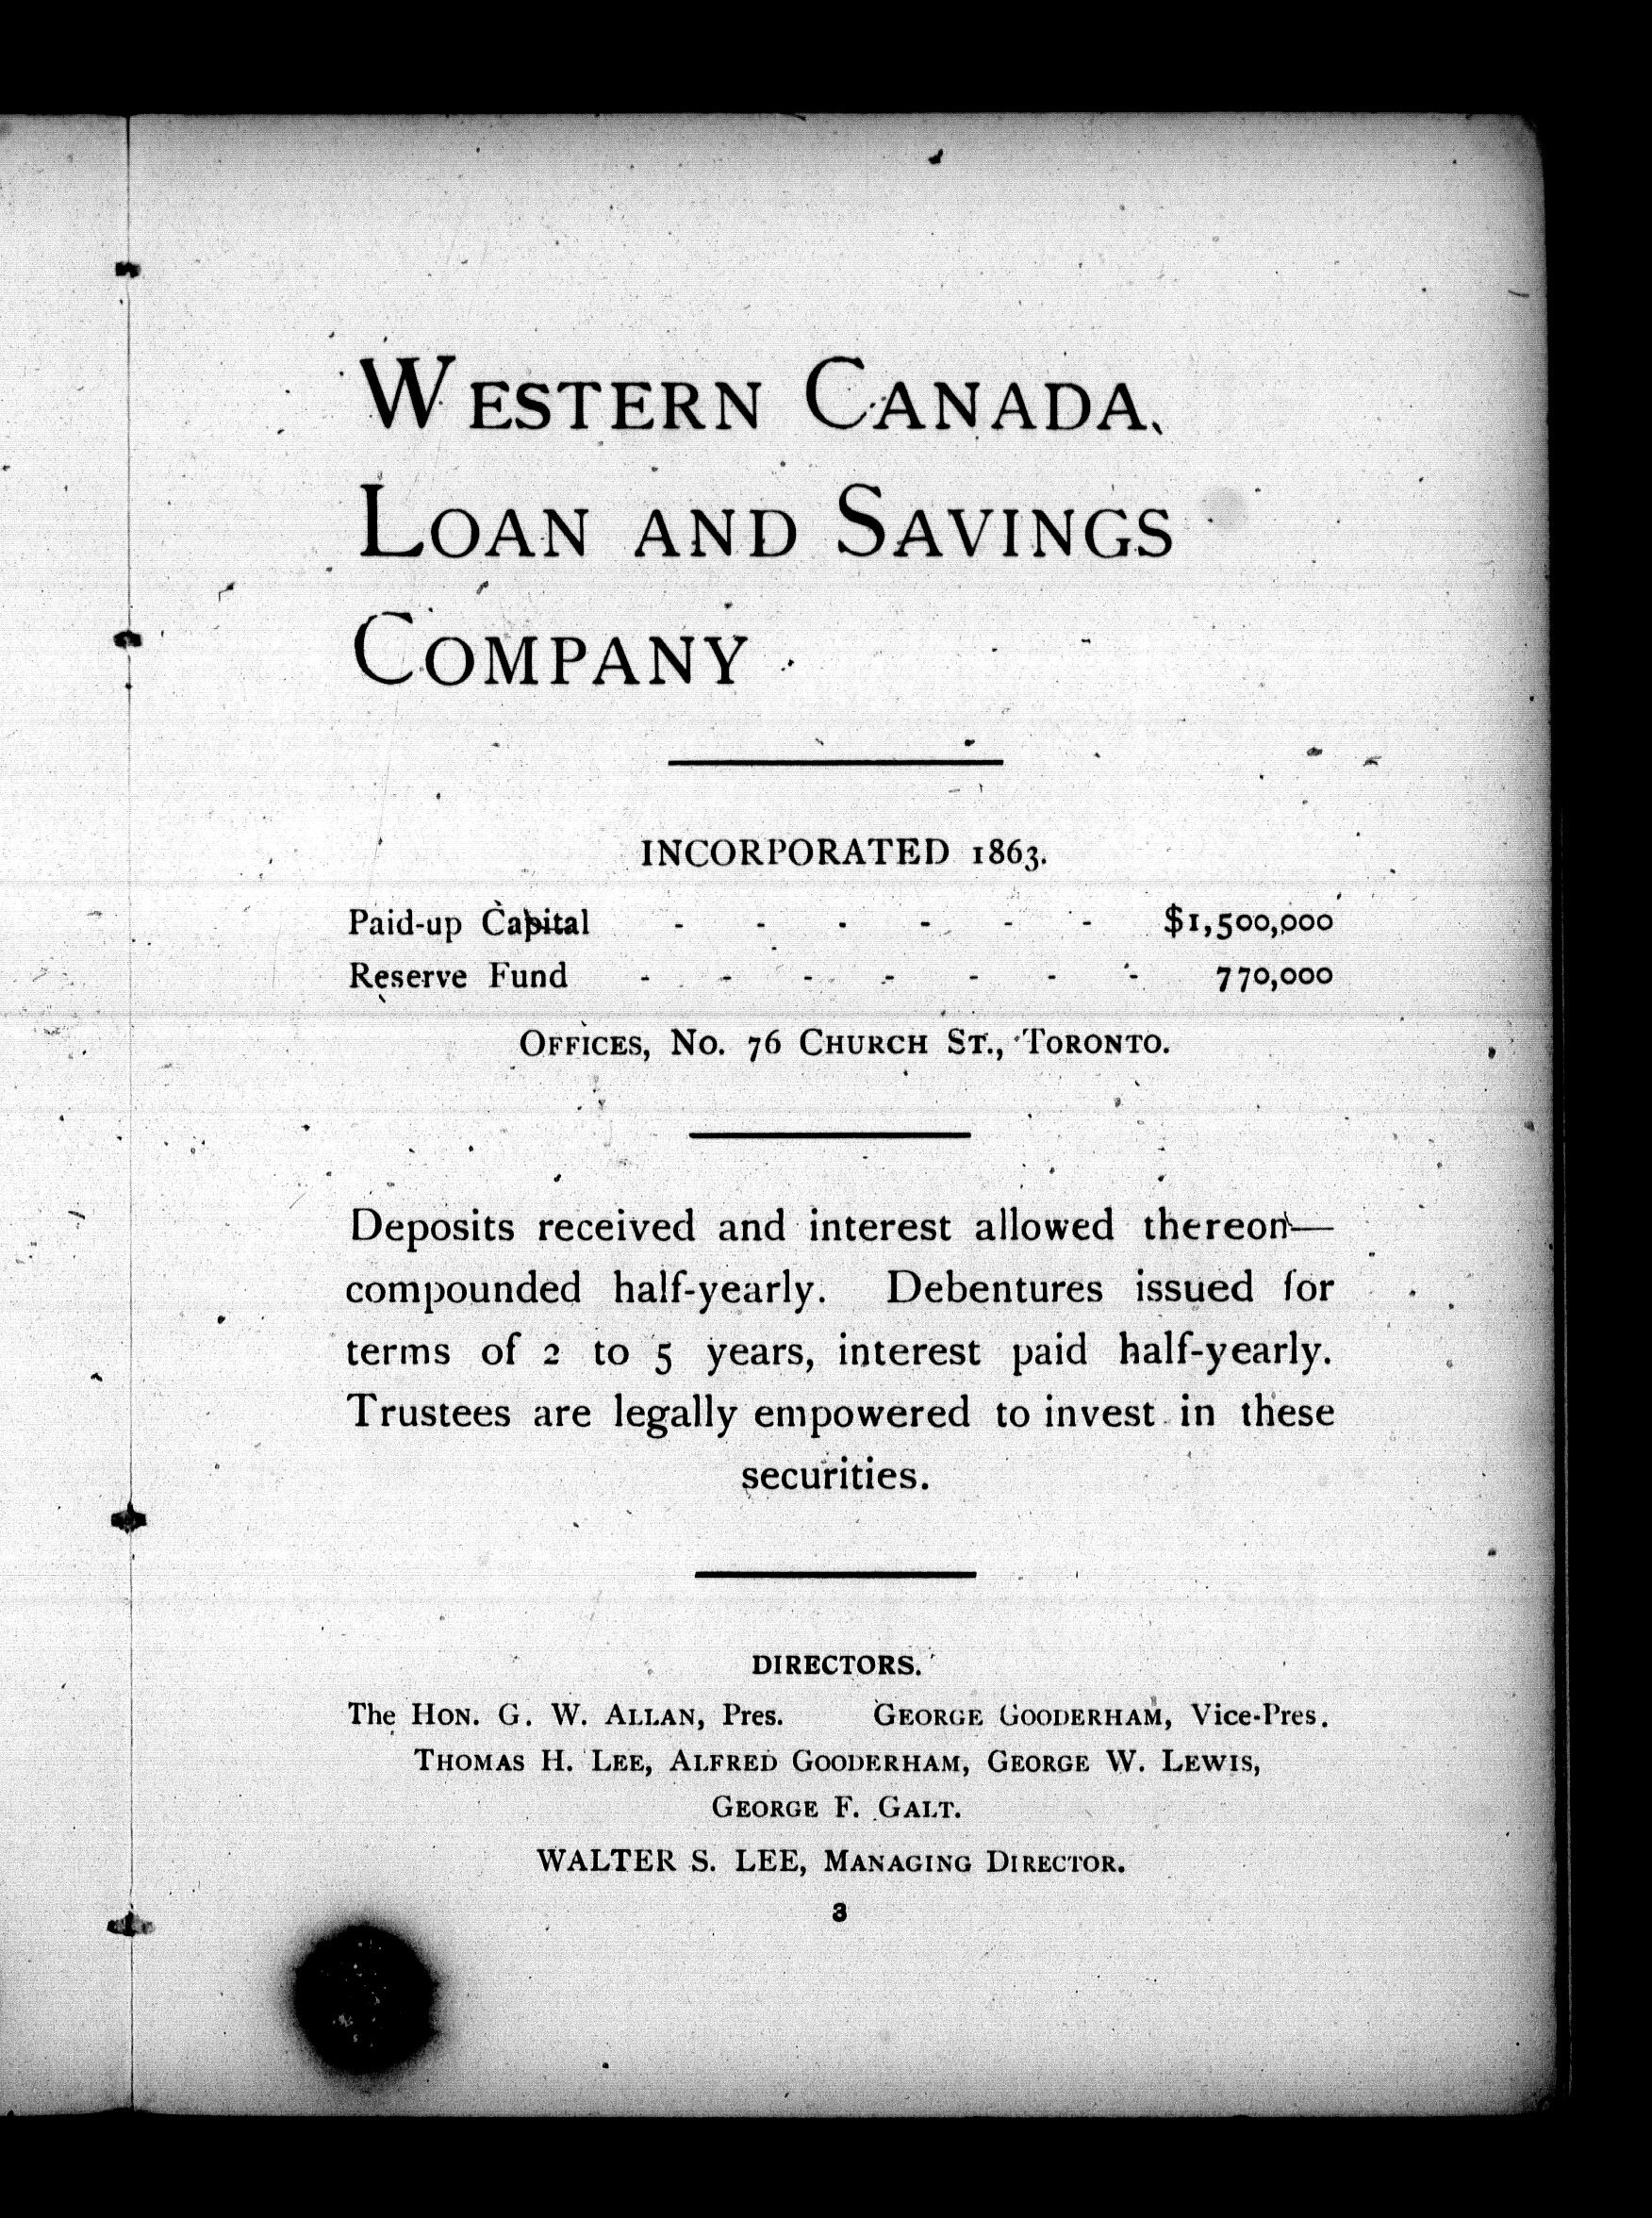 WESTERN CANADA
LOAN AND SAVINGS
COMPANY
INCORPORATED 1863.
Paid-up Capital - - - - - - $1,500,000
Reserve Fund - - - - - - - 770,000
OFFICES, NO. 76 CHURCH ST., TORONTO.
Deposits received and interest allowed thereon—
compounded half-yearly. Debentures issued for
terms of 2 to 5 years, interest paid half-yearly.
Trustees are legally empowered to invest in these
securities.
DIRECTORS.
The HON. G. W. ALLAN, Pres. GEORGE GOODERHAM, Vice-Pres.
THOMAS H. LEE, ALFRED GOODERHAM, GEORGE W. LEWIS,
GEORGE F. GALT.
WALTER S. LEE, MANAGING DIRECTOR.
3